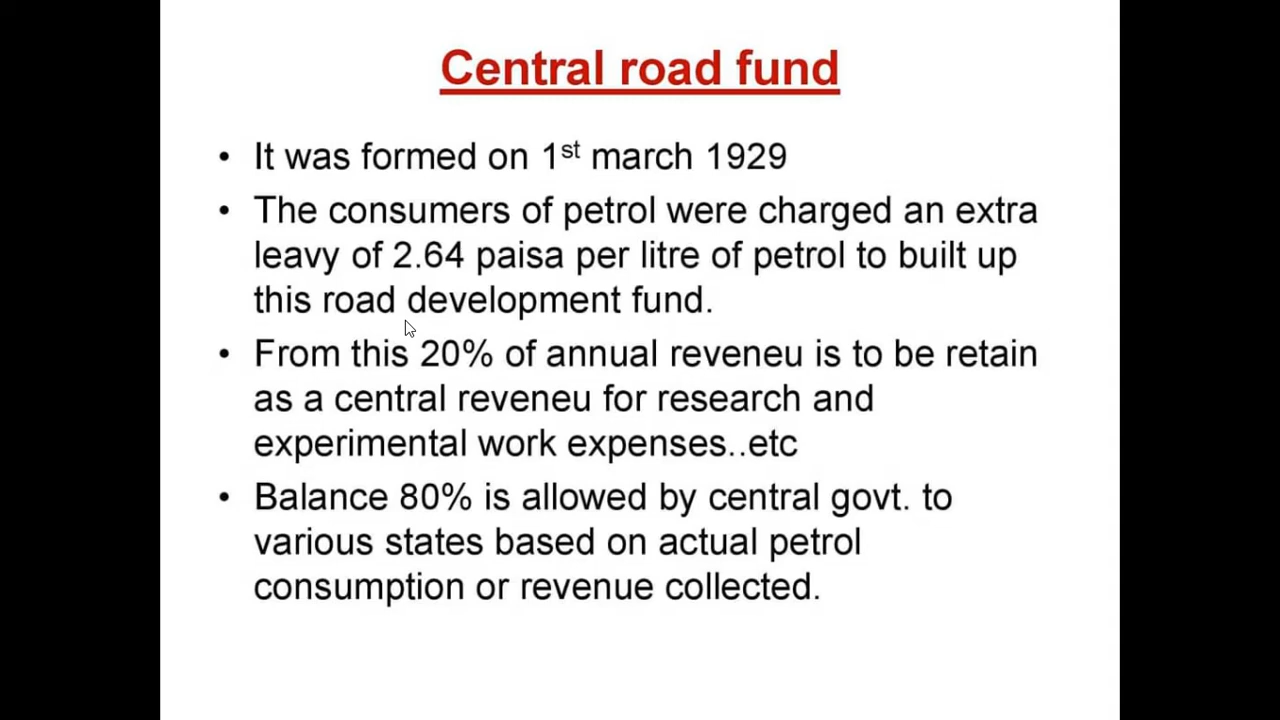 Central road fund
• It was formed on 1st march 1929
• The consumers of petrol were charged an extra
leavy of 2.64 paisa per litre of petrol to built up
this road development fund.
• From this 20% of annual reveneu is to be retain
as a central reveneu for research and
experimental work expenses..etc
• Balance 80% is allowed by central govt. to
various states based on actual petrol
consumption or revenue collected.